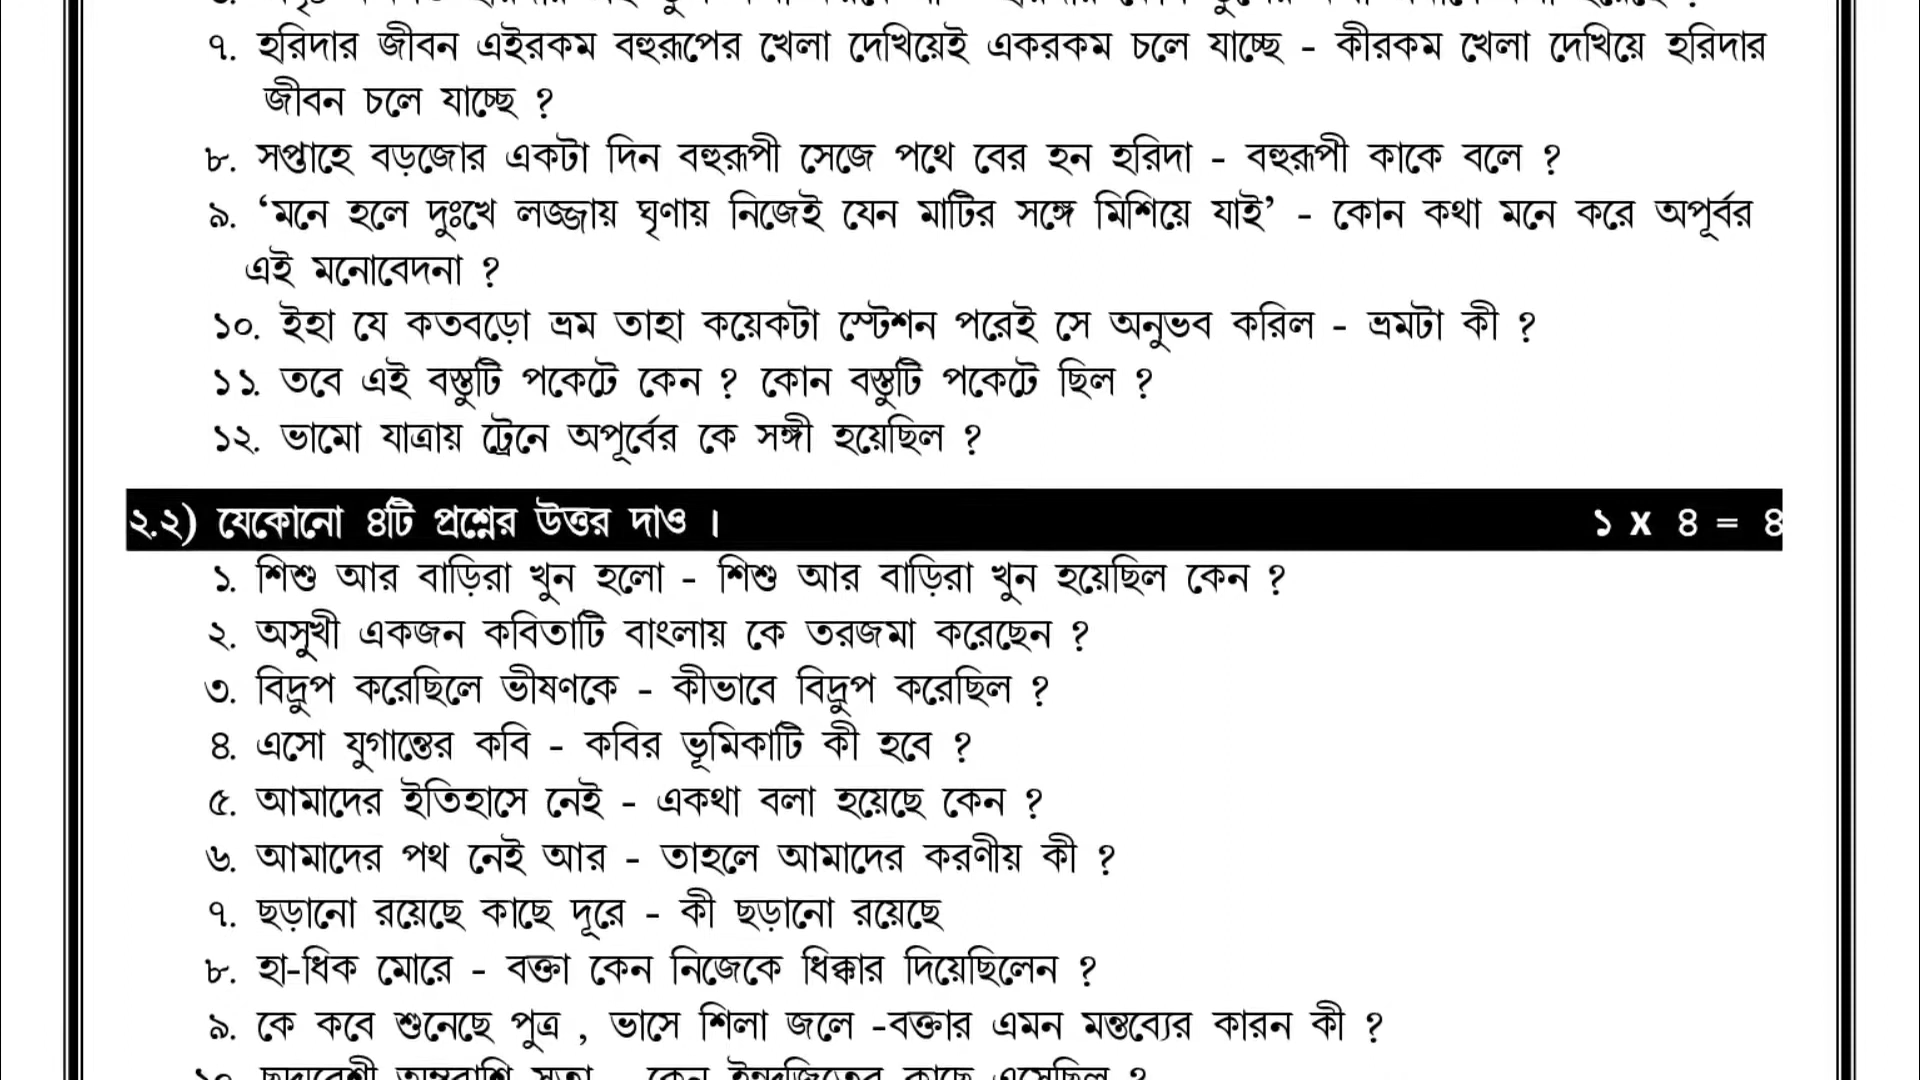 ৭. হরিদার জীবন এইরকম বহুরূপের খেলা দেখিয়েই একরকম চলে যাচ্ছে - কীরকম খেলা দেখিয়ে হরিদার
জীবন চলে যাচ্ছে ?
৮. সপ্তাহে বড়জোর একটা দিন বহুরূপী সেজে পথে বের হন হরিদা - বহুরূপী কাকে বলে ?
৯. ‘মনে হলে দুঃখে লজ্জায় ঘৃণায় নিজেই যেন মাটির সঙ্গে মিশিয়ে যাই’ - কোন কথা মনে করে অপূর্বর
এই মনোবেদনা ?
১০. ইহা যে কতবড়ো ভ্রম তাহা কয়েকটা স্টেশন পরেই সে অনুভব করিল - ভ্রমটা কী ?
১১. তবে এই বস্তুটি পকেটে কেন ? কোন বস্তুটি পকেটে ছিল ?
১২. ভামো যাত্রায় ট্রেনে অপূর্বের কে সঙ্গী হয়েছিল ?
২.২) যেকোনো ৪টি প্রশ্নের উত্তর দাও । ১ x ৪ = ৪
১. শিশু আর বাড়িরা খুন হলো - শিশু আর বাড়িরা খুন হয়েছিল কেন ?
২. অসুখী একজন কবিতাটি বাংলায় কে তরজমা করেছেন ?
৩. বিদ্রুপ করেছিলে ভীষণকে - কীভাবে বিদ্রুপ করেছিল ?
৪. এসো যুগান্তের কবি - কবির ভূমিকাটি কী হবে ?
৫. আমাদের ইতিহাসে নেই - একথা বলা হয়েছে কেন ?
৬. আমাদের পথ নেই আর - তাহলে আমাদের করণীয় কী ?
৭. ছড়ানো রয়েছে কাছে দূরে - কী ছড়ানো রয়েছে
৮. হা-ধিক মোরে - বক্তা কেন নিজেকে ধিক্কার দিয়েছিলেন ?
৯. কে কবে শুনেছে পুত্র , ভাসে শিলা জলে -বক্তার এমন মন্তব্যের কারন কী ?